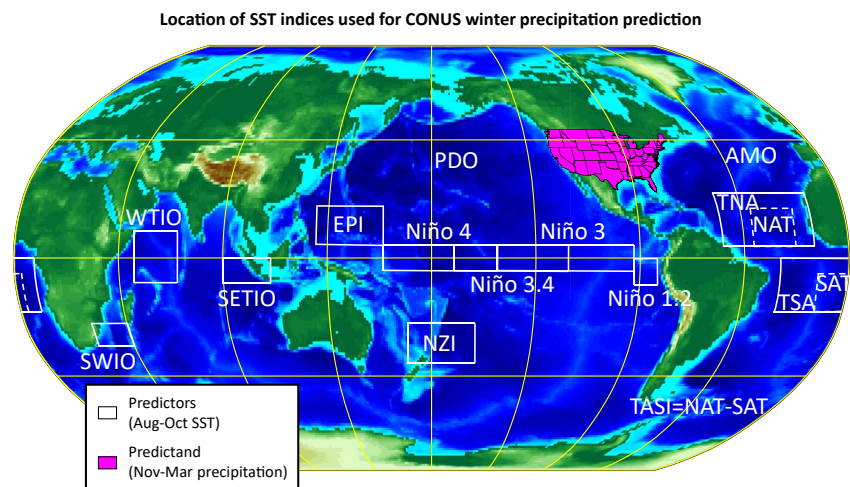 Location of SST indices used for CONUS winter precipitation prediction
PDO
AMO
TNA
NAT
WTIO
EPI
Niño 4
Niño 3
SETIO
Niño 3.4
Niño 1.2
TSA
SAT
SWIO
NZI
TASI=NAT-SAT
Predictors
(Aug-Oct SST)
Predictand
(Nov-Mar precipitation)